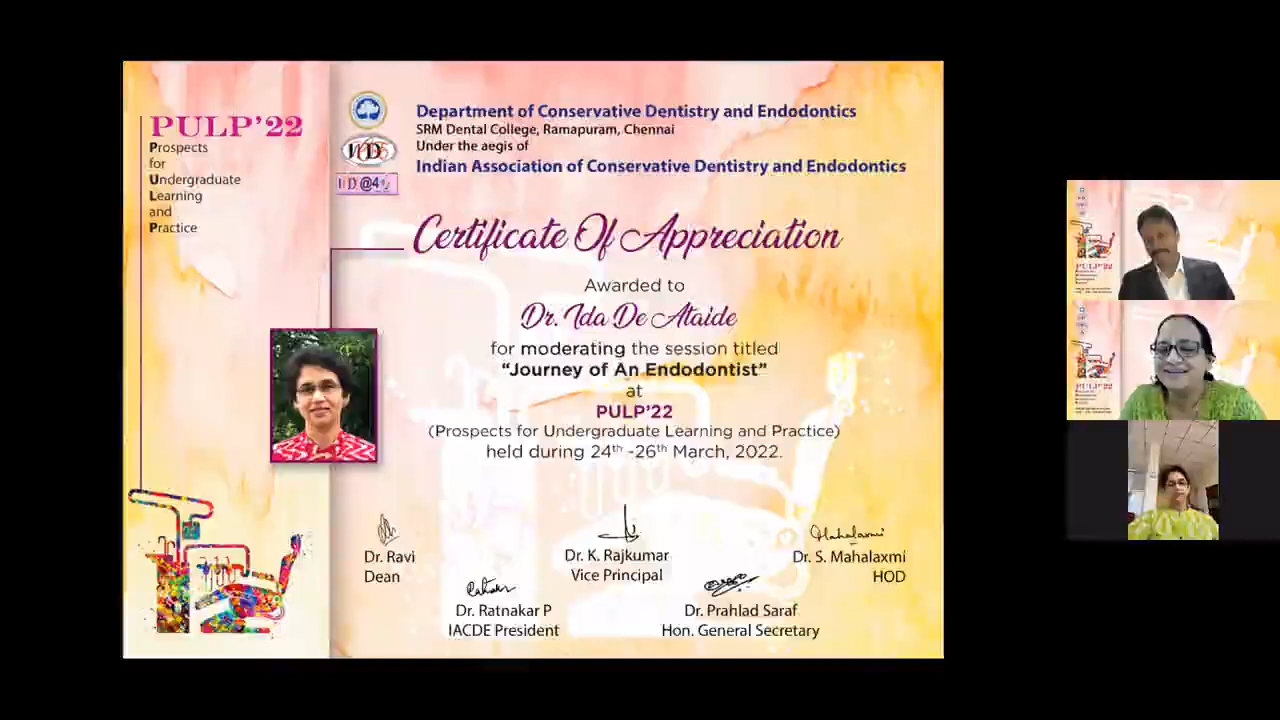 PULP'22
Prospects
for
Undergraduate
Learning
and
Practice
Department of Conservative Dentistry and Endodontics
SRM Dental College, Ramapuram, Chennai
Under the aegis of
Indian Association of Conservative Dentistry and Endodontics
Certificate Of Appreciation
Awarded to
Dr. Ida De Ataide
for moderating the session titled
“Journey of An Endodontist”
at
PULP'22
(Prospects for Undergraduate Learning and Practice)
held during 24th -26th March, 2022.
Dr. Ravi
Dean
Dr. K. Rajkumar
Vice Principal
Dr. S. Mahalaxmi
HOD
Dr. Ratnakar P
IACDE President
Dr. Prahlad Saraf
Hon. General Secretary
PULP'22
PULP'22